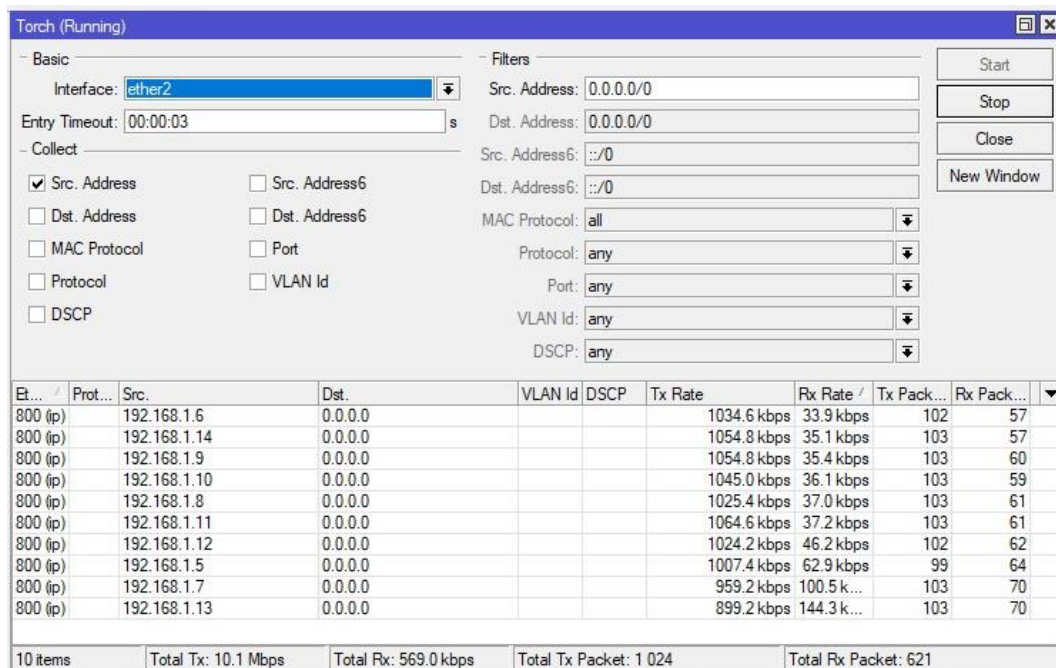 Torch (Running)
Basic
Interface: ether2
Entry Timeout: 00:00:03 s
Collect
Src. Address Src. Address6
Dst. Address Dst. Address6
MAC Protocol Port
Protocol VLAN Id
DSCP
Filters
Src. Address: 0.0.0.0/0
Dst. Address: 0.0.0.0/0
Src. Address6: ::/0
Dst. Address6: ::/0
MAC Protocol: all
Protocol: any
Port: any
VLAN Id: any
DSCP: any
Start
Stop
Close
New Window
Et... Prot... Src. Dst. VLAN Id DSCP Tx Rate Rx Rate Tx Pack... Rx Pack...
800 (ip) 192.168.1.6 0.0.0.0 1034.6 kbps 33.9 kbps 102 57
800 (ip) 192.168.1.14 0.0.0.0 1054.8 kbps 35.1 kbps 103 57
800 (ip) 192.168.1.9 0.0.0.0 1054.8 kbps 35.4 kbps 103 60
800 (ip) 192.168.1.10 0.0.0.0 1045.0 kbps 36.1 kbps 103 59
800 (ip) 192.168.1.8 0.0.0.0 1025.4 kbps 37.0 kbps 103 61
800 (ip) 192.168.1.11 0.0.0.0 1064.6 kbps 37.2 kbps 103 61
800 (ip) 192.168.1.12 0.0.0.0 1024.2 kbps 46.2 kbps 102 62
800 (ip) 192.168.1.5 0.0.0.0 1007.4 kbps 62.9 kbps 99 64
800 (ip) 192.168.1.7 0.0.0.0 959.2 kbps 100.5 k... 103 70
800 (ip) 192.168.1.13 0.0.0.0 899.2 kbps 144.3 k... 103 70
10 items Total Tx: 10.1 Mbps Total Rx: 569.0 kbps Total Tx Packet: 1 024 Total Rx Packet: 621